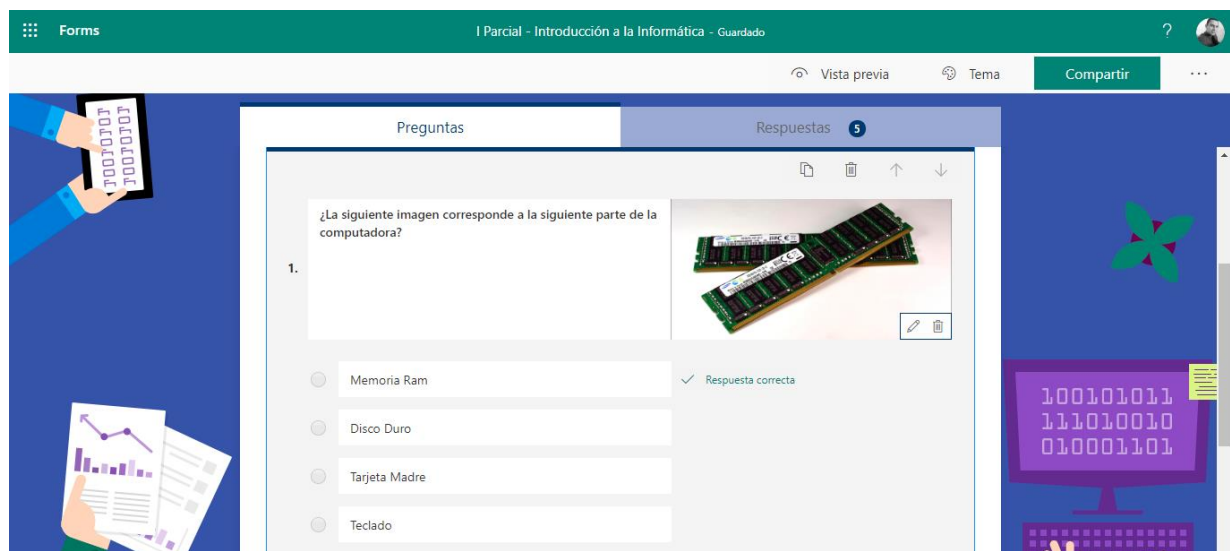 Forms
I Parcial - Introducción a la Informática - Guardado
?
Vista previa
Tema
Compartir
...
Preguntas
Respuestas 5
¿La siguiente imagen corresponde a la siguiente parte de la
computadora?
1.
Memoria Ram
Respuesta correcta
Disco Duro
Tarjeta Madre
Teclado
100101011
111010010
010001101